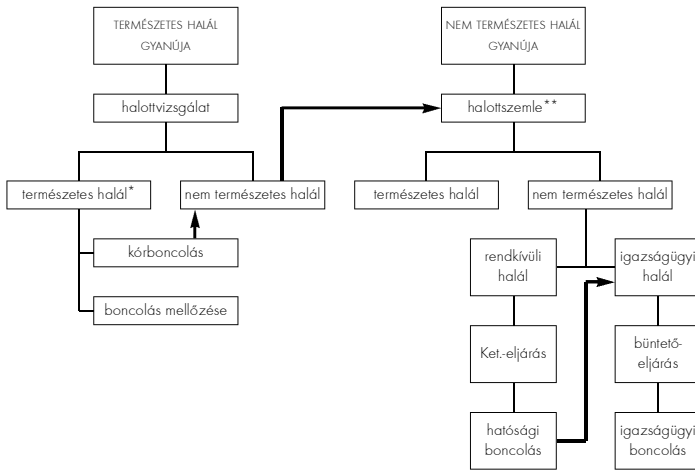 TERMÉSZETES HALÁL
GYANÚJA
NEM TERMÉSZETES HALÁL
GYANÚJA
halottvizsgálat
halottszemle**
természetes halál*
nem természetes halál
természetes halál
nem természetes halál
kórboncolás
boncolás mellőzése
rendkívüli
halál
igazságügyi
halál
Ket.-eljárás
büntető-
eljárás
hatósági
boncolás
igazságügyi
boncolás